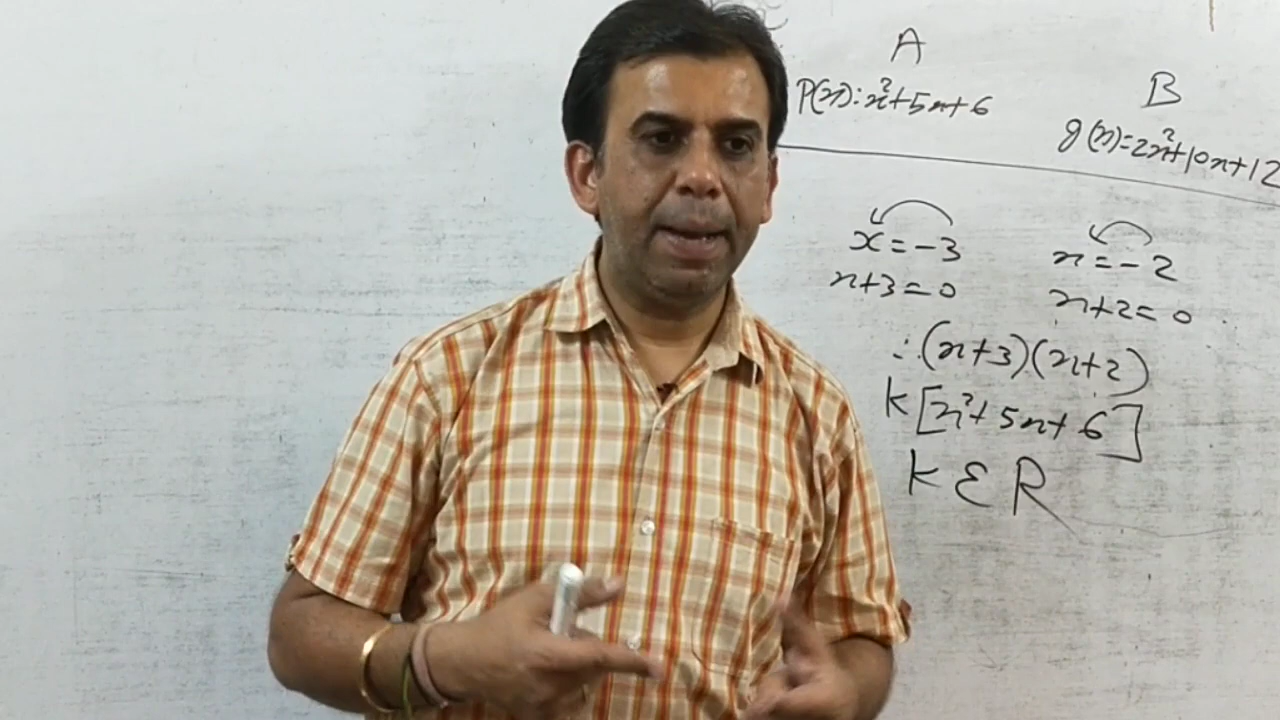 A
P(x): x²+5x+6
B
g(x)=2x²+10x+12
x=-3
x+3=0
x=-2
x+2=0
∴(x+3)(x+2)
K[x²+5x+6]
K ∈ R